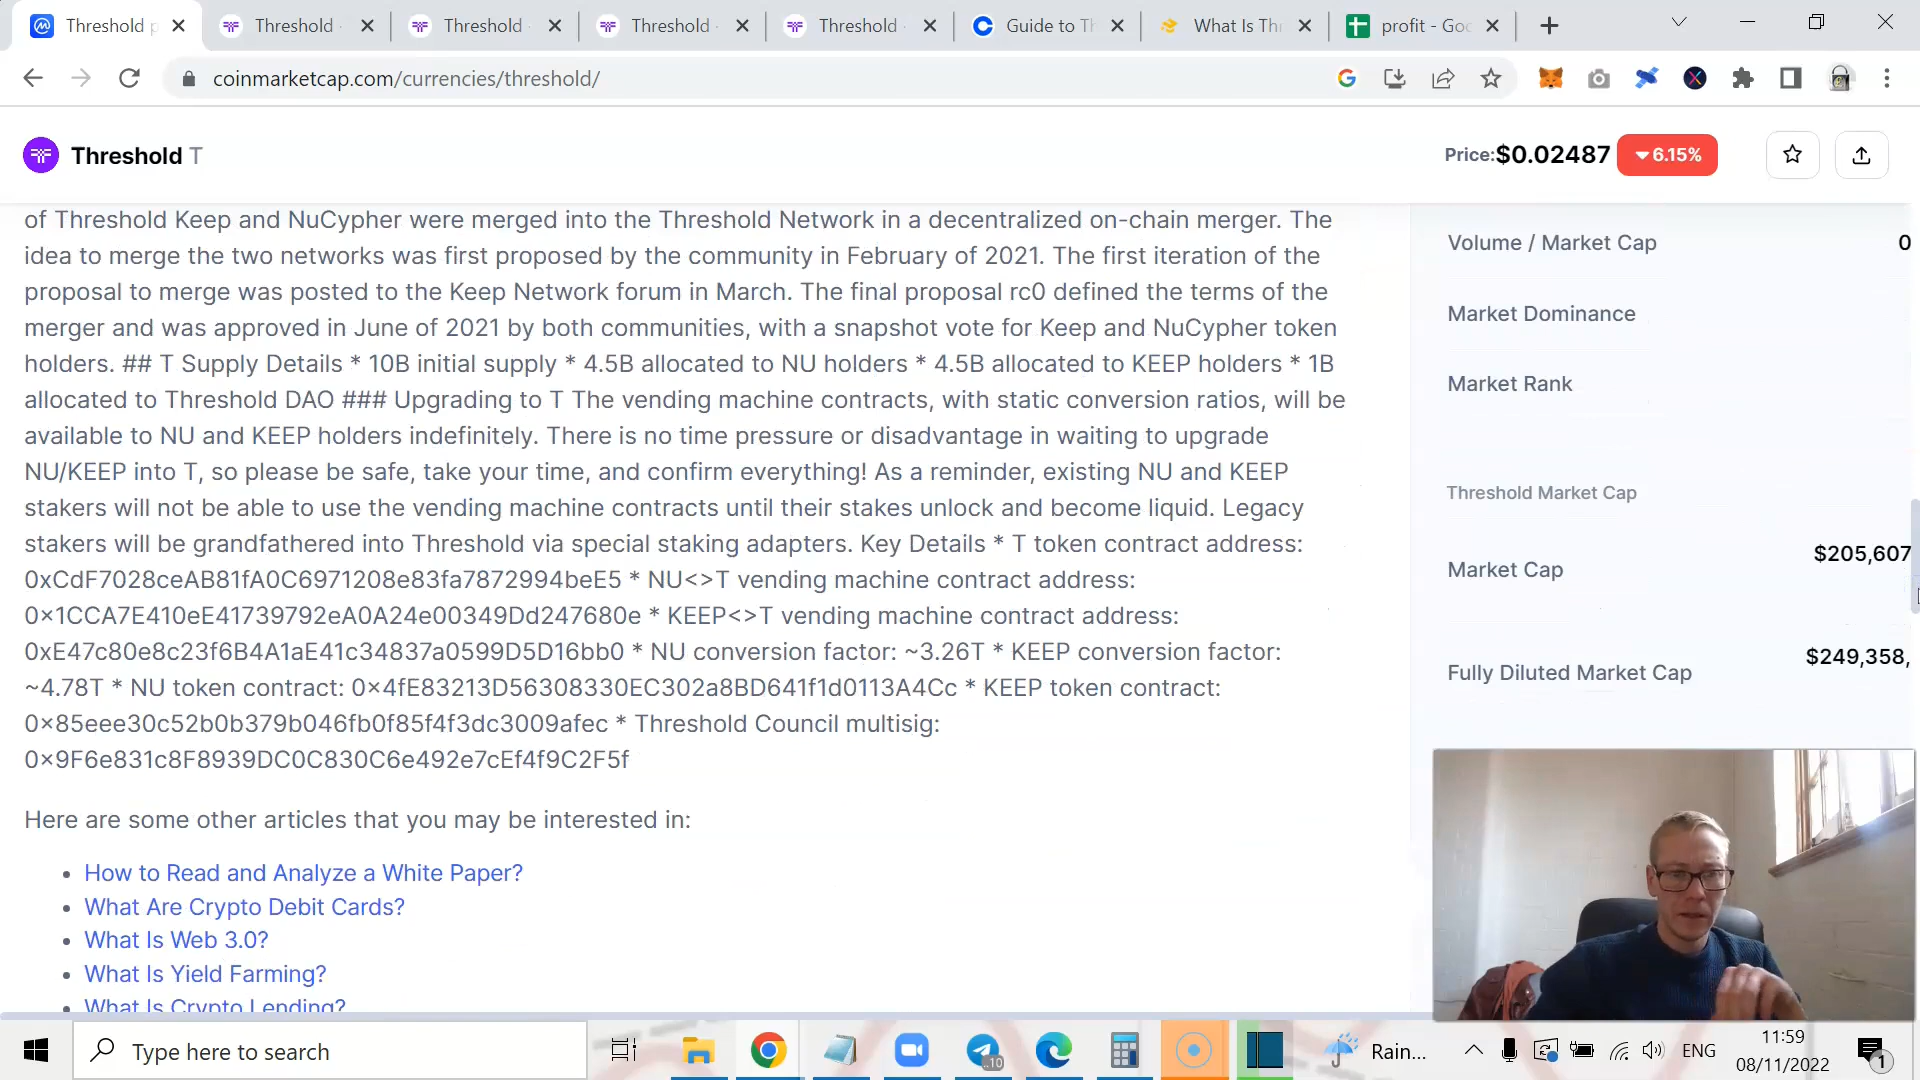 Threshold p
Threshold
Threshold
Threshold
Threshold
Guide to Th
What Is Thr
profit - Goo
coinmarketcap.com/currencies/threshold/
Threshold T
Price:$0.02487 6.15%
of Threshold Keep and NuCypher were merged into the Threshold Network in a decentralized on-chain merger. The
idea to merge the two networks was first proposed by the community in February of 2021. The first iteration of the
proposal to merge was posted to the Keep Network forum in March. The final proposal rc0 defined the terms of the
merger and was approved in June of 2021 by both communities, with a snapshot vote for Keep and NuCypher token
holders. ## T Supply Details * 10B initial supply * 4.5B allocated to NU holders * 4.5B allocated to KEEP holders * 1B
allocated to Threshold DAO ### Upgrading to T The vending machine contracts, with static conversion ratios, will be
available to NU and KEEP holders indefinitely. There is no time pressure or disadvantage in waiting to upgrade
NU/KEEP into T, so please be safe, take your time, and confirm everything! As a reminder, existing NU and KEEP
stakers will not be able to use the vending machine contracts until their stakes unlock and become liquid. Legacy
stakers will be grandfathered into Threshold via special staking adapters. Key Details * T token contract address:
0xCdF7028ceAB81fA0C6971208e83fa7872994beE5 * NU<>T vending machine contract address:
0x1CCA7E410eE41739792eA0A24e00349Dd247680e * KEEP<>T vending machine contract address:
0xE47c80e8c23f6B4A1aE41c34837a0599D5D16bb0 * NU conversion factor: ~3.26T * KEEP conversion factor:
~4.78T * NU token contract: 0x4fE83213D56308330EC302a8BD641f1d0113A4Cc * KEEP token contract:
0x85eee30c52b0b379b046fb0f85f4f3dc3009afec * Threshold Council multisig:
0x9F6e831c8F8939DC0C830C6e492e7cEf4f9C2F5f
Here are some other articles that you may be interested in:
How to Read and Analyze a White Paper?
What Are Crypto Debit Cards?
What Is Web 3.0?
What Is Yield Farming?
What Is Crypto Lending?
Volume / Market Cap 0
Market Dominance
Market Rank
Threshold Market Cap
Market Cap $205,607
Fully Diluted Market Cap $249,358,
Type here to search
10
Rain...
ENG
11:59
08/11/2022
1